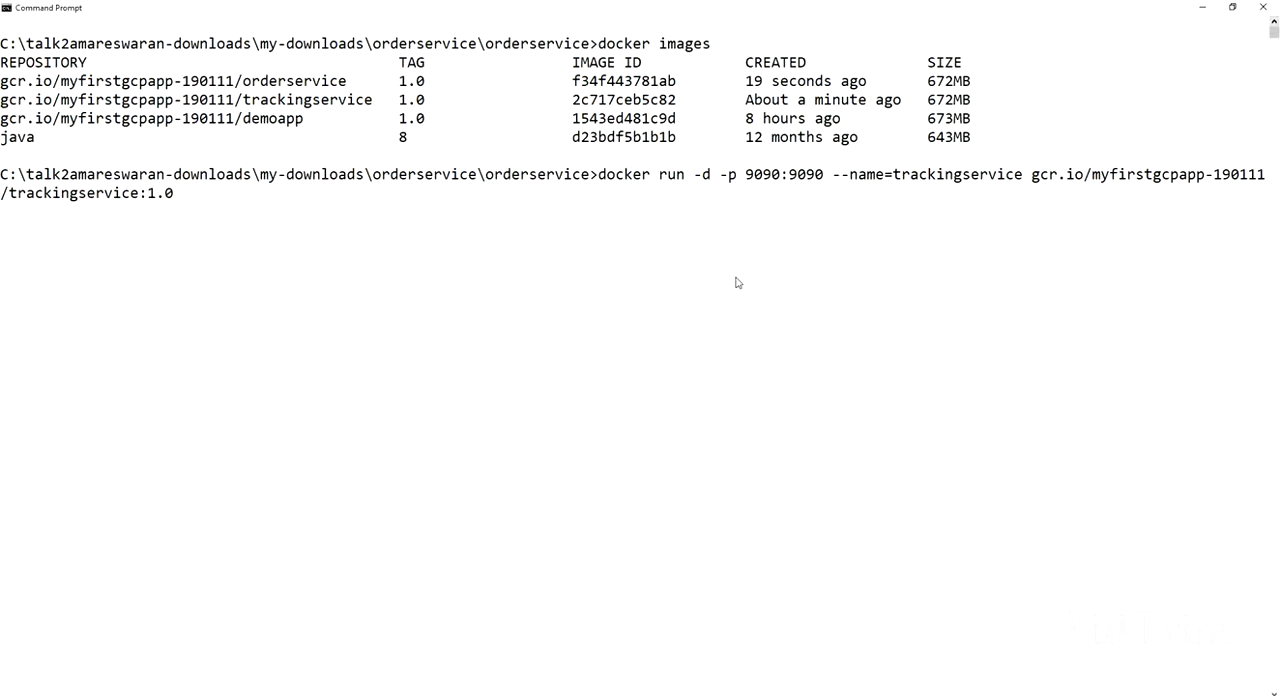 Command Prompt
C:\talk2amareswaran-downloads\my-downloads\orderservice\orderservice>docker images
REPOSITORY TAG IMAGE ID CREATED SIZE
gcr.io/myfirstgcpapp-190111/orderservice 1.0 f34f443781ab 19 seconds ago 672MB
gcr.io/myfirstgcpapp-190111/trackingservice 1.0 2c717ceb5c82 About a minute ago 672MB
gcr.io/myfirstgcpapp-190111/demoapp 1.0 1543ed481c9d 8 hours ago 673MB
java 8 d23bdf5b1b1b 12 months ago 643MB
C:\talk2amareswaran-downloads\my-downloads\orderservice\orderservice>docker run -d -p 9090:9090 --name=trackingservice gcr.io/myfirstgcpapp-190111
/trackingservice:1.0